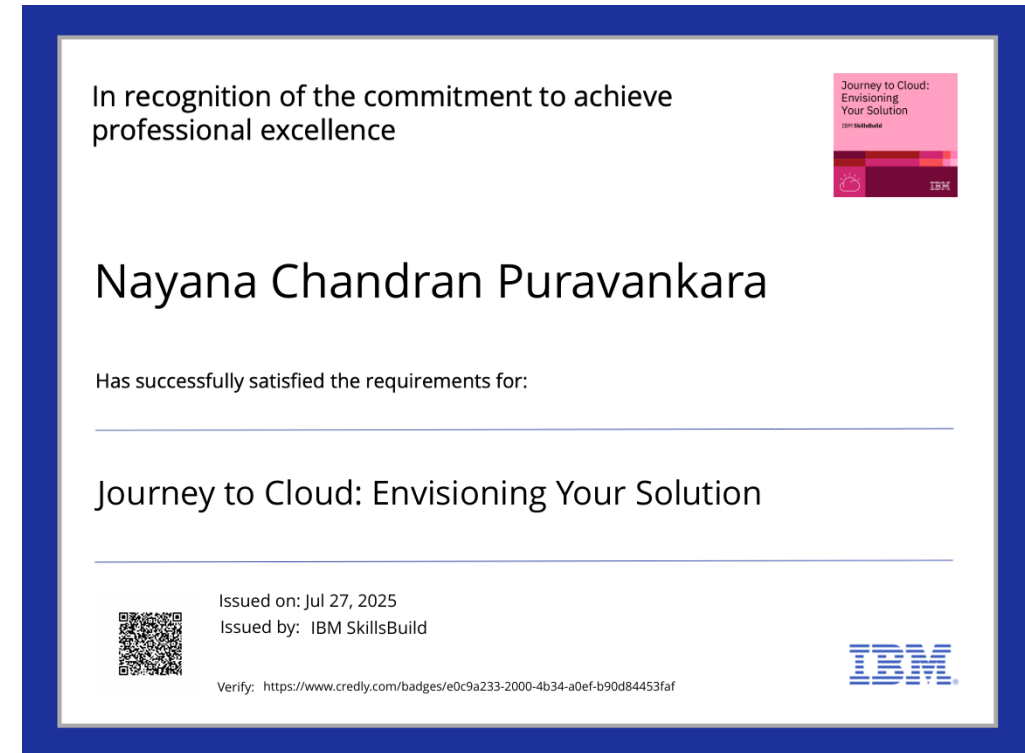 In recognition of the commitment to achieve
professional excellence
Journey to Cloud:
Envisioning
Your Solution
IBM SkillsBuild
IBM
Nayana Chandran Puravankara
Has successfully satisfied the requirements for:
Journey to Cloud: Envisioning Your Solution
Issued on: Jul 27, 2025
Issued by: IBM SkillsBuild
Verify: https://www.credly.com/badges/e0c9a233-2000-4b34-a0ef-b90d84453faf
IBM®